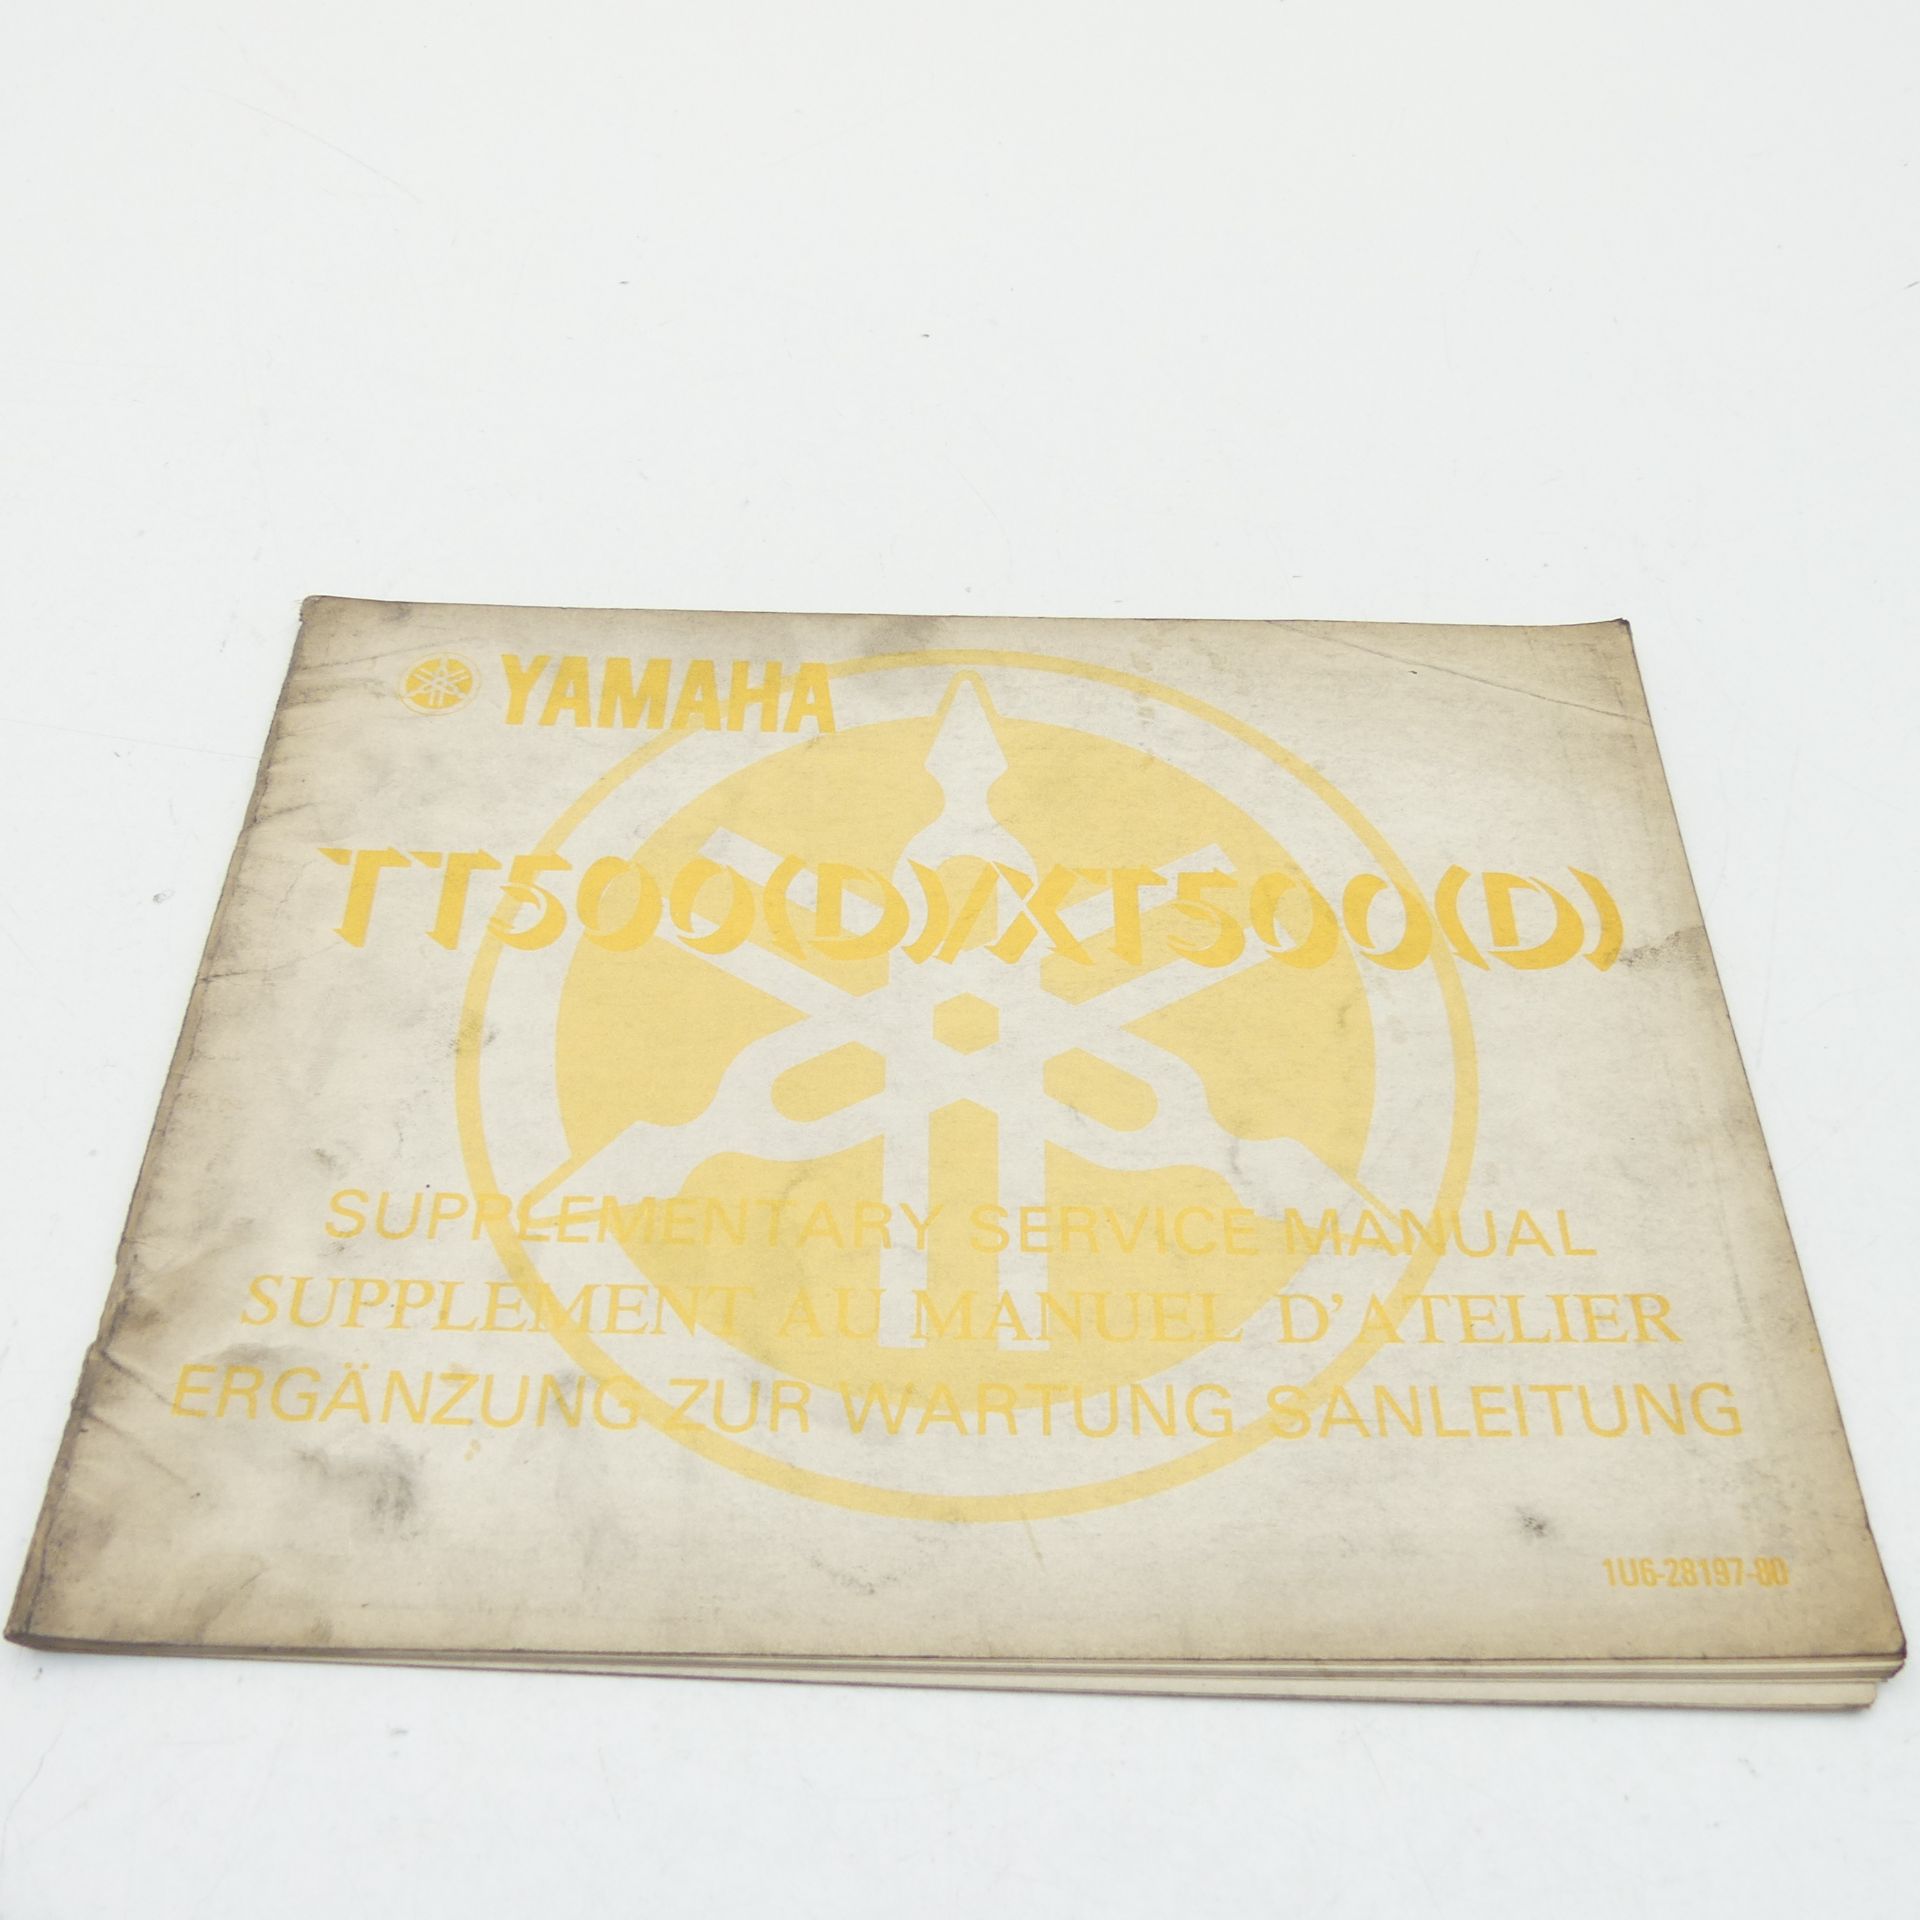 YAMAHA
TT500(D)/XT500(D)
SUPPLEMENTARY SERVICE MANUAL
SUPPLEMENT AU MANUEL D'ATELIER
ERGÄNZUNG ZUR WARTUNG SANLEITUNG
1U6-28197-80